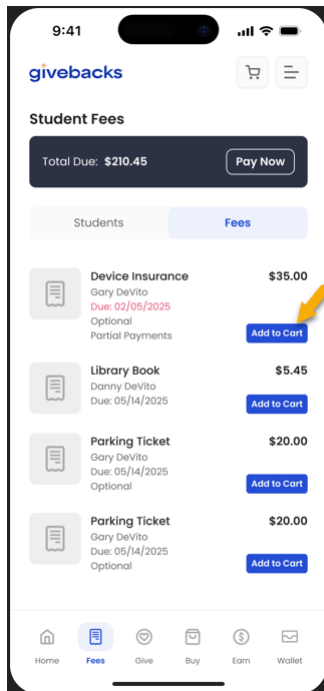 9:41
givebacks
Student Fees
Total Due: $210.45 Pay Now
Students Fees
Device Insurance $35.00
Gary DeVito
Due: 02/05/2025
Optional
Partial Payments Add to Cart
Library Book $5.45
Danny DeVito
Due: 05/14/2025 Add to Cart
Parking Ticket $20.00
Gary DeVito
Due: 05/14/2025
Optional Add to Cart
Parking Ticket $20.00
Gary DeVito
Due: 05/14/2025
Optional Add to Cart
Home Fees Give Buy Earn Wallet